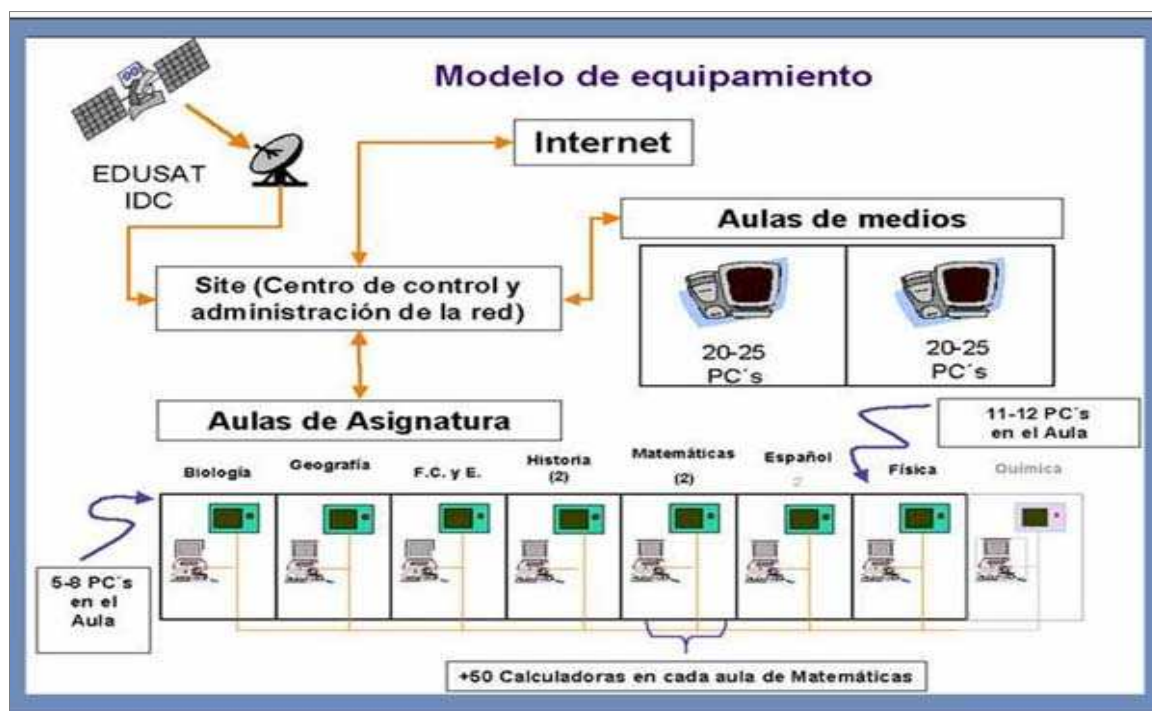 Modelo de equipamiento
Internet
EDUSAT
IDC
Aulas de medios
Site (Centro de control y
administración de la red)
20-25
PC´s
20-25
PC´s
Aulas de Asignatura
11-12 PC´s
en el Aula
Biología
Geografía
F.C. y E.
Historia
(2)
Matemáticas
(2)
Español
2
Física
Química
5-8 PC´s
en el
Aula
+50 Calculadoras en cada aula de Matemáticas